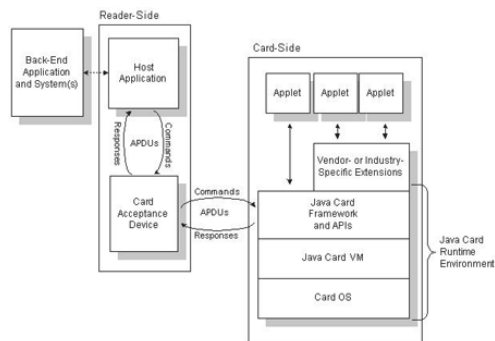 Reader-Side
Back-End
Application
and System(s)
Host
Application
Responses
APDUs
Commands
Card
Acceptance
Device
Commands
APDUs
Responses
Card-Side
Applet
Applet
Applet
Vendor- or Industry-
Specific Extensions
Java Card
Framework
and APIs
Java Card VM
Card OS
Java Card
Runtime
Environment